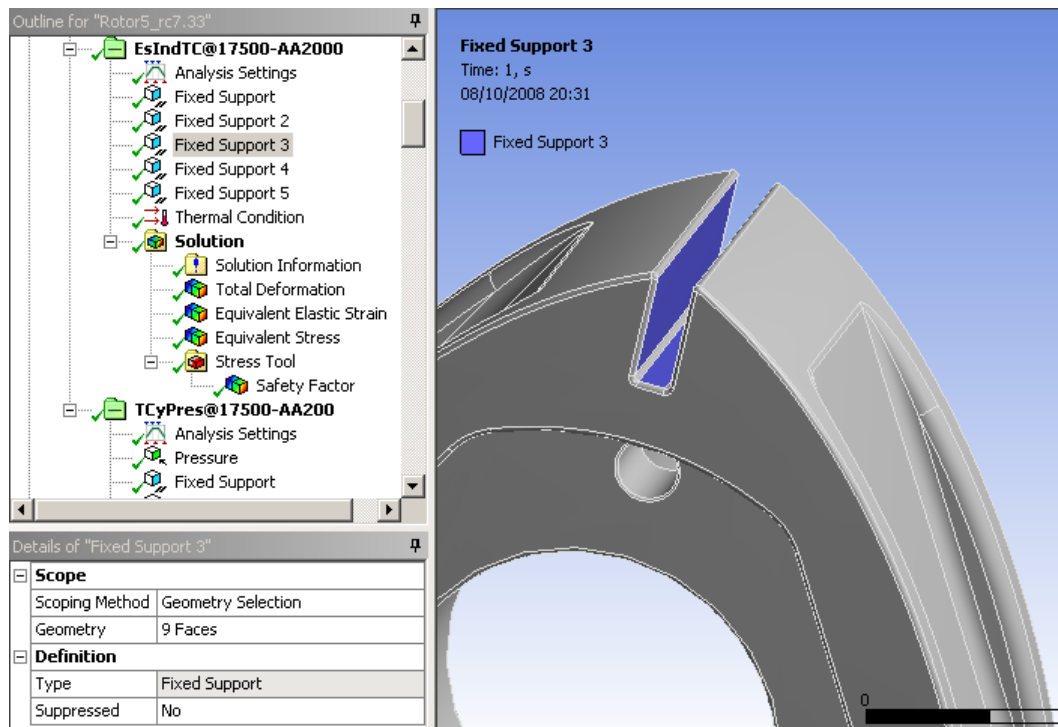 Outline for "Rotor5_rc7.33"
EsIndTC@17500-AA2000
Analysis Settings
Fixed Support
Fixed Support 2
Fixed Support 3
Fixed Support 4
Fixed Support 5
Thermal Condition
Solution
Solution Information
Total Deformation
Equivalent Elastic Strain
Equivalent Stress
Stress Tool
Safety Factor
TCyPres@17500-AA200
Analysis Settings
Pressure
Fixed Support
Details of "Fixed Support 3"
Scope
Scoping Method Geometry Selection
Geometry 9 Faces
Definition
Type Fixed Support
Suppressed No
Fixed Support 3
Time: 1, s
08/10/2008 20:31
Fixed Support 3
0